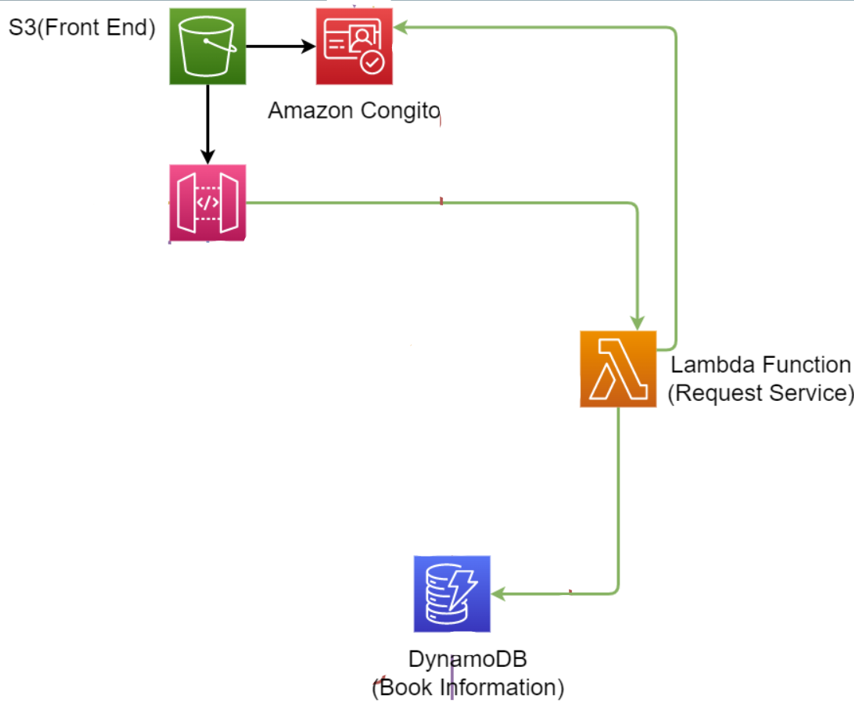 S3(Front End)
Amazon Congito
</>
Lambda Function
(Request Service)
DynamoDB
(Book Information)